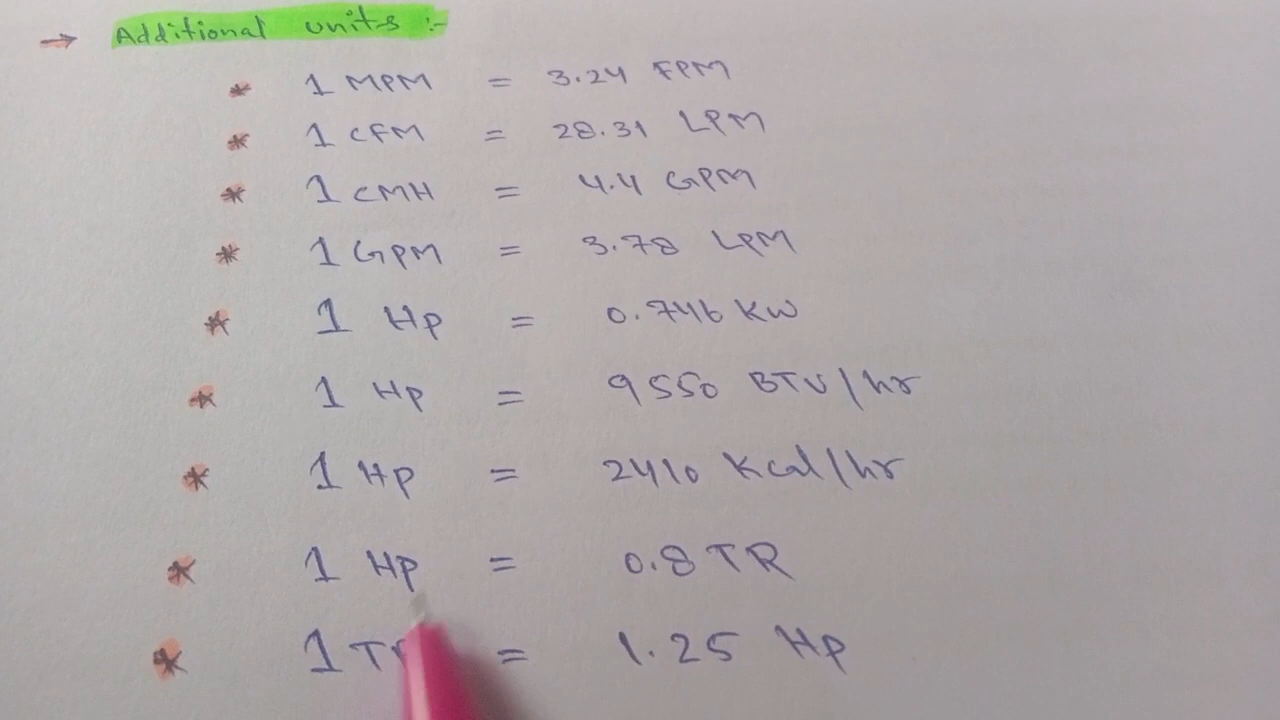 → Additional units :-
* 1 MPM = 3.24 FPM
* 1 CFM = 28.31 LPM
* 1 CMH = 4.4 GPM
* 1 GPM = 3.78 LPM
* 1 Hp = 0.746 KW
* 1 Hp = 9550 BTU/hr
* 1 Hp = 2410 Kcal/hr
* 1 Hp = 0.8 TR
* 1 = 1.25 Hp